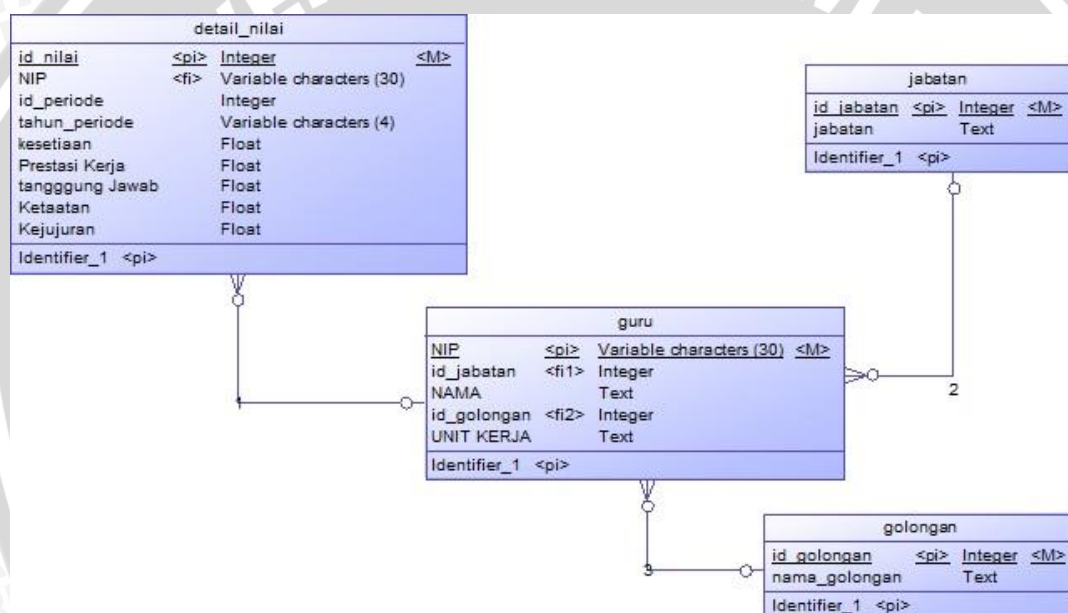 detail_nilai
id_nilai <pi> Integer <M>
NIP <fi> Variable characters (30)
id_periode Integer
tahun_periode Variable characters (4)
kesetiaan Float
Prestasi Kerja Float
tangggung Jawab Float
Ketaatan Float
Kejujuran Float
Identifier_1 <pi>
jabatan
id_jabatan <pi> Integer <M>
jabatan Text
Identifier_1 <pi>
guru
NIP <pi> Variable characters (30) <M>
id_jabatan <fi1> Integer
NAMA Text
id_golongan <fi2> Integer
UNIT KERJA Text
Identifier_1 <pi>
1
2
3
golongan
id_golongan <pi> Integer <M>
nama_golongan Text
Identifier_1 <pi>